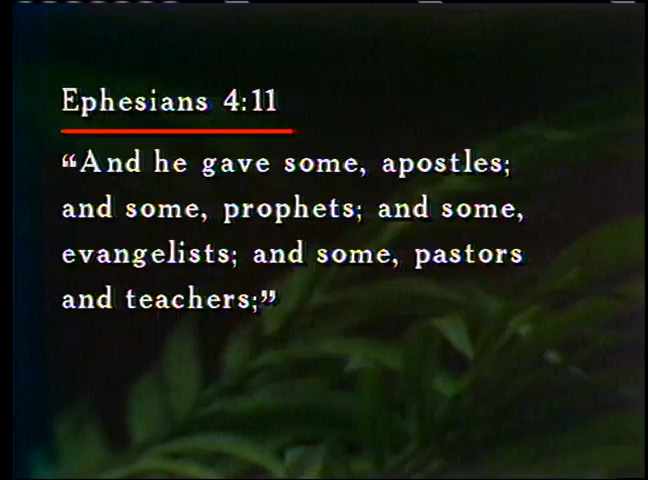 Ephesians 4:11
“And he gave some, apostles;
and some, prophets; and some,
evangelists; and some, pastors
and teachers;”